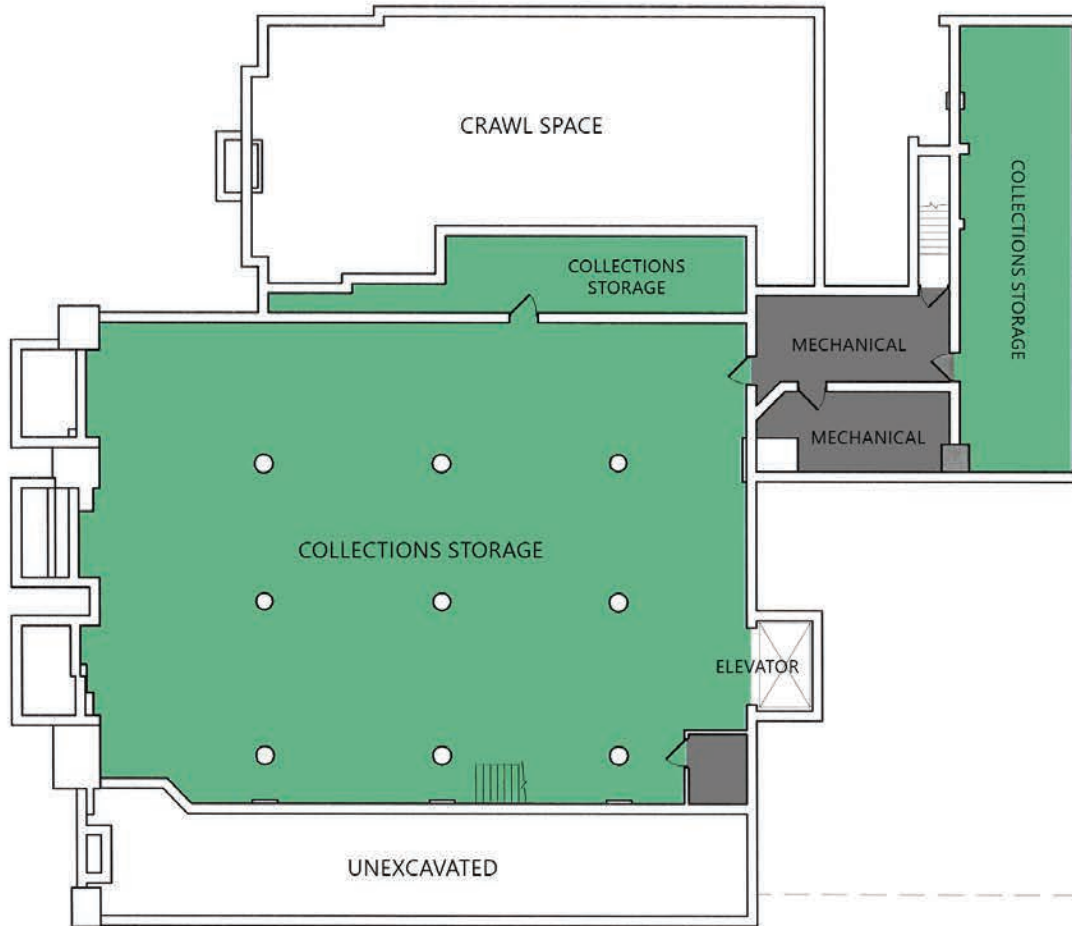 CRAWL SPACE
COLLECTIONS STORAGE
COLLECTIONS
STORAGE
MECHANICAL
MECHANICAL
COLLECTIONS STORAGE
ELEVATOR
UNEXCAVATED